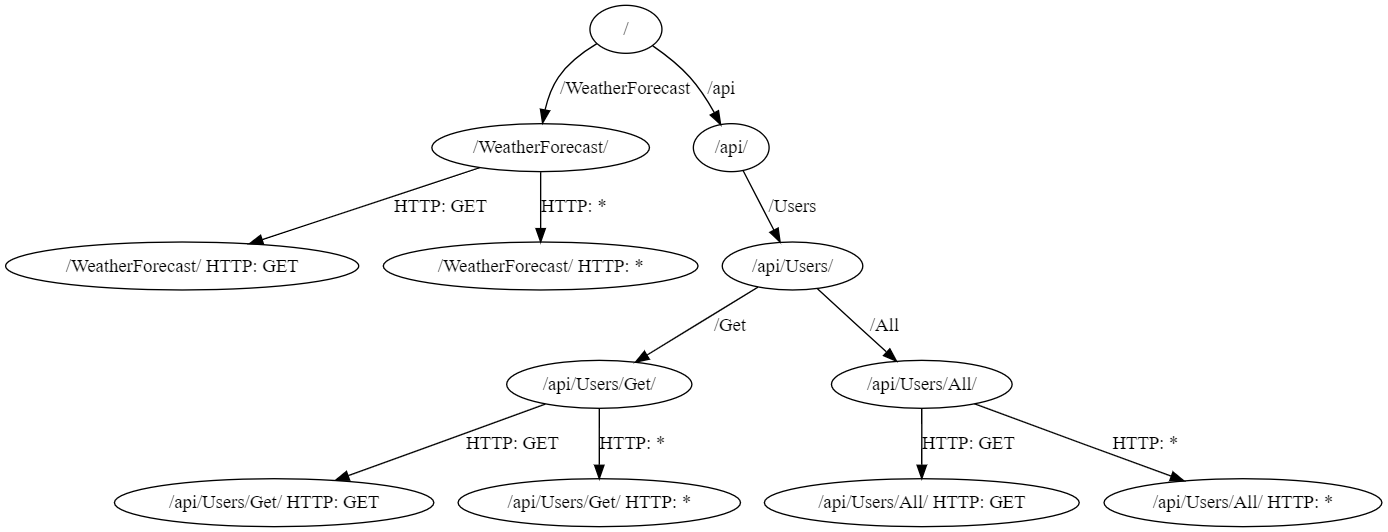 /
/WeatherForecast
/api
/WeatherForecast/
/api/
HTTP: GET
HTTP: *
/Users
/WeatherForecast/ HTTP: GET
/WeatherForecast/ HTTP: *
/api/Users/
/Get
/All
/api/Users/Get/
/api/Users/All/
HTTP: GET
HTTP: *
HTTP: GET
HTTP: *
/api/Users/Get/ HTTP: GET
/api/Users/Get/ HTTP: *
/api/Users/All/ HTTP: GET
/api/Users/All/ HTTP: *